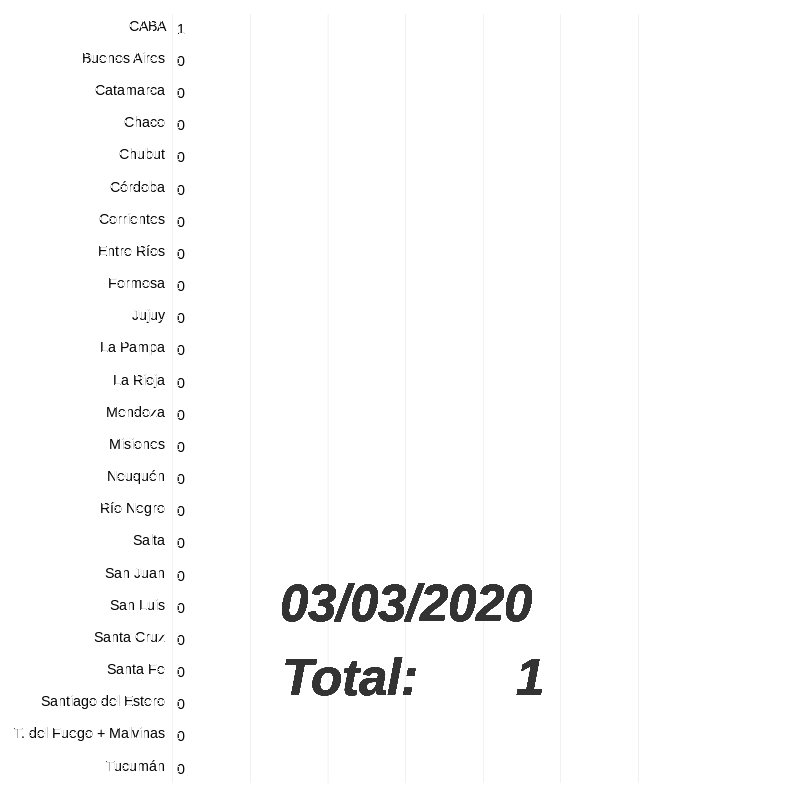 CABA 1
Buenos Aires 0
Catamarca 0
Chaco 0
Chubut 0
Córdoba 0
Corrientes 0
Entre Ríos 0
Formosa 0
Jujuy 0
La Pampa 0
La Rioja 0
Mendoza 0
Misiones 0
Neuquén 0
Río Negro 0
Salta 0
San Juan 0
San Luis 0
Santa Cruz 0
Santa Fe 0
Santiago del Estero 0
T. del Fuego + Malvinas 0
Tucumán 0
03/03/2020
Total: 1